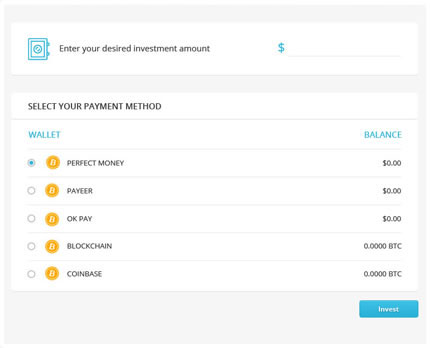 Enter your desired investment amount $
SELECT YOUR PAYMENT METHOD
WALLET BALANCE
PERFECT MONEY $0.00
PAYEER $0.00
OK PAY $0.00
BLOCKCHAIN 0.0000 BTC
COINBASE 0.0000 BTC
Invest